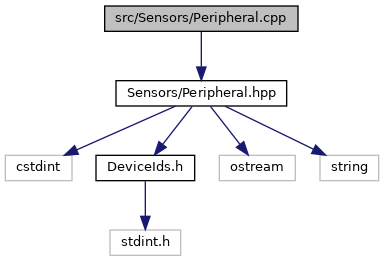 src/Sensors/Peripheral.cpp
Sensors/Peripheral.hpp
cstdint
DeviceIds.h
ostream
string
stdint.h